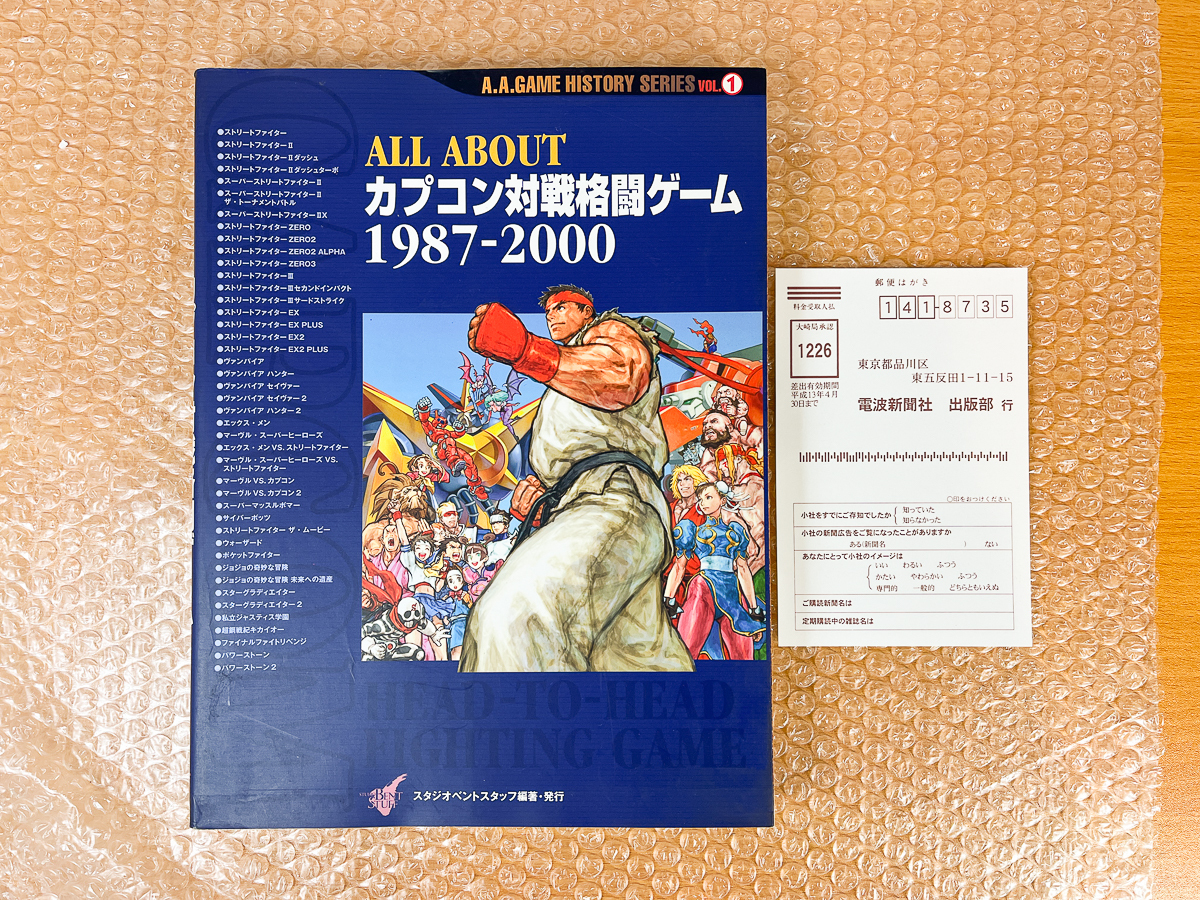 A.A.GAME HISTORY SERIES VOL.1
ALL ABOUT
カプコン対戦格闘ゲーム
1987-2000
●ストリートファイター
●ストリートファイターⅡ
●ストリートファイターⅡダッシュ
●ストリートファイターⅡダッシュターボ
●スーパーストリートファイターⅡ
●スーパーストリートファイターⅡ
ザ・トーナメントバトル
●スーパーストリートファイターⅡX
●ストリートファイター ZERO
●ストリートファイター ZERO2
●ストリートファイター ZERO2 ALPHA
●ストリートファイター ZERO3
●ストリートファイターⅢ
●ストリートファイターⅢセカンドインパクト
●ストリートファイターⅢサードストライク
●ストリートファイター EX
●ストリートファイター EX PLUS
●ストリートファイター EX2
●ストリートファイター EX2 PLUS
●ヴァンパイア
●ヴァンパイア ハンター
●ヴァンパイア セイヴァー
●ヴァンパイア セイヴァー 2
●ヴァンパイア ハンター 2
●エックス・メン
●マーヴル・スーパーヒーローズ
●エックス・メン VS. ストリートファイター
●マーヴル・スーパーヒーローズ VS.
ストリートファイター
●マーヴル VS. カプコン
●マーヴル VS. カプコン 2
●スーパーマッスルボマー
●サイバーボッツ
●ストリートファイター ザ・ムービー
●ウォーザード
●ポケットファイター
●ジョジョの奇妙な冒険
●ジョジョの奇妙な冒険 未来への遺産
●スターグラディエイター
●スターグラディエイター 2
●私立ジャスティス学園
●超鋼戦紀キカイオー
●ファイナルファイトリベンジ
●パワーストーン
●パワーストーン 2
HEAD-TO-HEAD
FIGHTING GAME
BENT
STUFF
スタジオベントスタッフ編著・発行
郵便はがき
料金受取人払
141-8735
大崎局承認
1226
差出有効期間
平成13年4月
30日まで
東京都品川区
東五反田1-11-15
電波新聞社 出版部 行
○印をおつけください
小社をすでにご存知でしたか
知っていた
知らなかった
小社の新聞広告をご覧になったことがありますか
ある(新聞名 ) ない
あなたにとって小社のイメージは
いい わるい ふつう
かたい やわらかい ふつう
専門的 一般的 どちらともいえぬ
ご購読新聞名は
定期購読中の雑誌名は